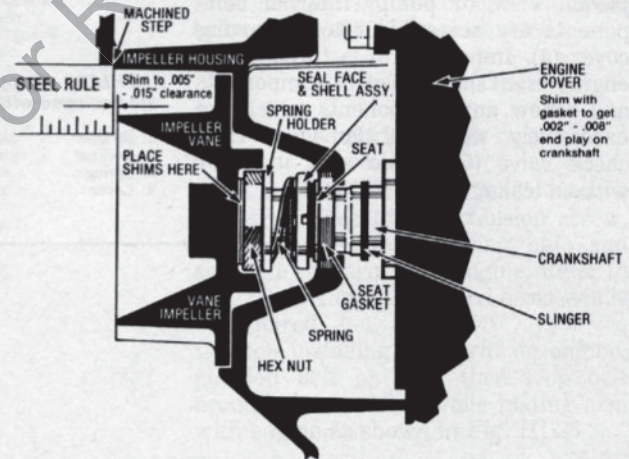 MACHINED
STEP
IMPELLER HOUSING
STEEL RULE
Shim to .005"
- .015" clearance
SEAL FACE
& SHELL ASSY.
ENGINE
COVER
Shim with
gasket to get
.002" - .008"
end play on
crankshaft
SPRING
HOLDER
SEAT
IMPELLER
VANE
PLACE
SHIMS HERE
CRANKSHAFT
SEAT
GASKET
SLINGER
VANE
IMPELLER
SPRING
HEX NUT
or R